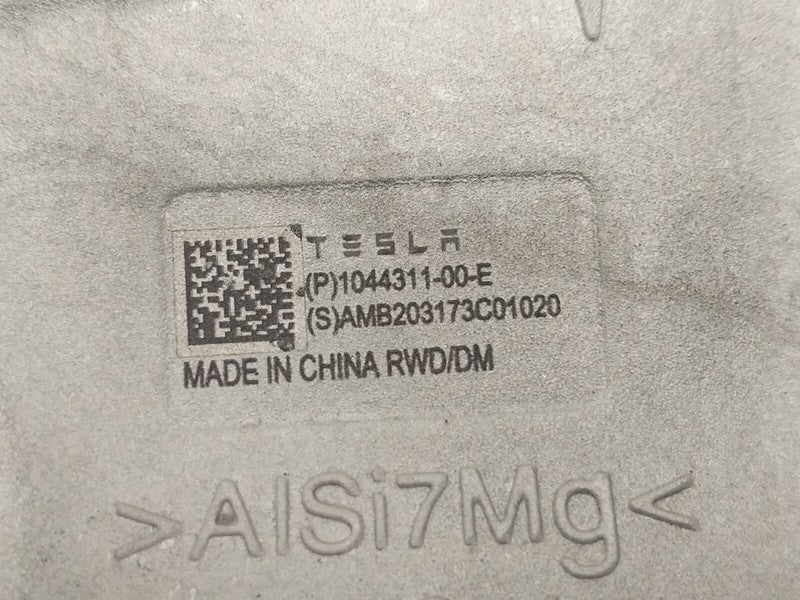 TESLA
(P)1044311-00-E
(S)AMB203173C01020
MADE IN CHINA RWD/DM
>AlSi7Mg<